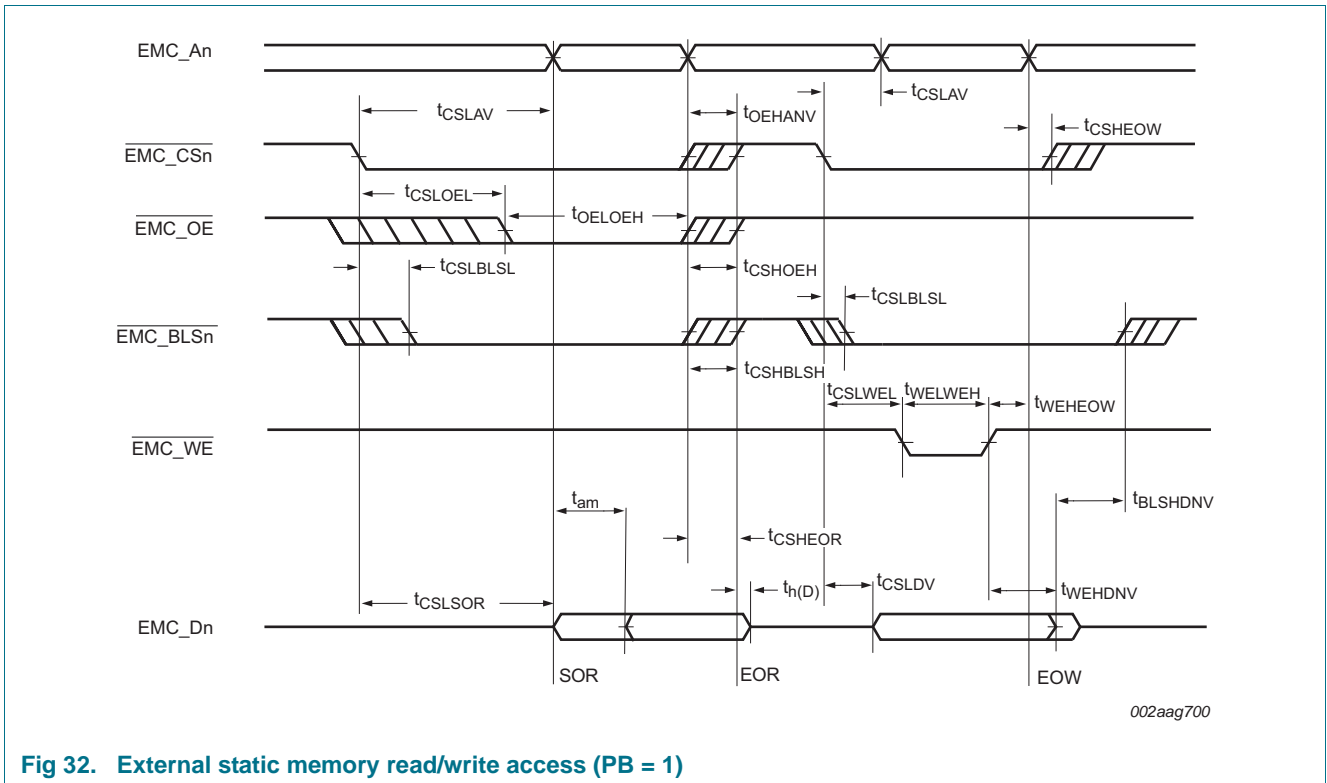 EMC_An
tCSLAV
tCSLAV
tOEHANV
tCSHEOW
EMC_CSn
tCSLOEL
tOELOEH
EMC_OE
tCSLBLSL
tCSHOEH
tCSLBLSL
EMC_BLSn
tCSHBLSH
tCSLWEL
tWELWEH
tWEHEOW
EMC_WE
tam
tBLSHDNV
tCSHEOR
th(D)
tCSLDV
tWEHDNV
tCSLSOR
EMC_Dn
SOR
EOR
EOW
002aag700
Fig 32. External static memory read/write access (PB = 1)